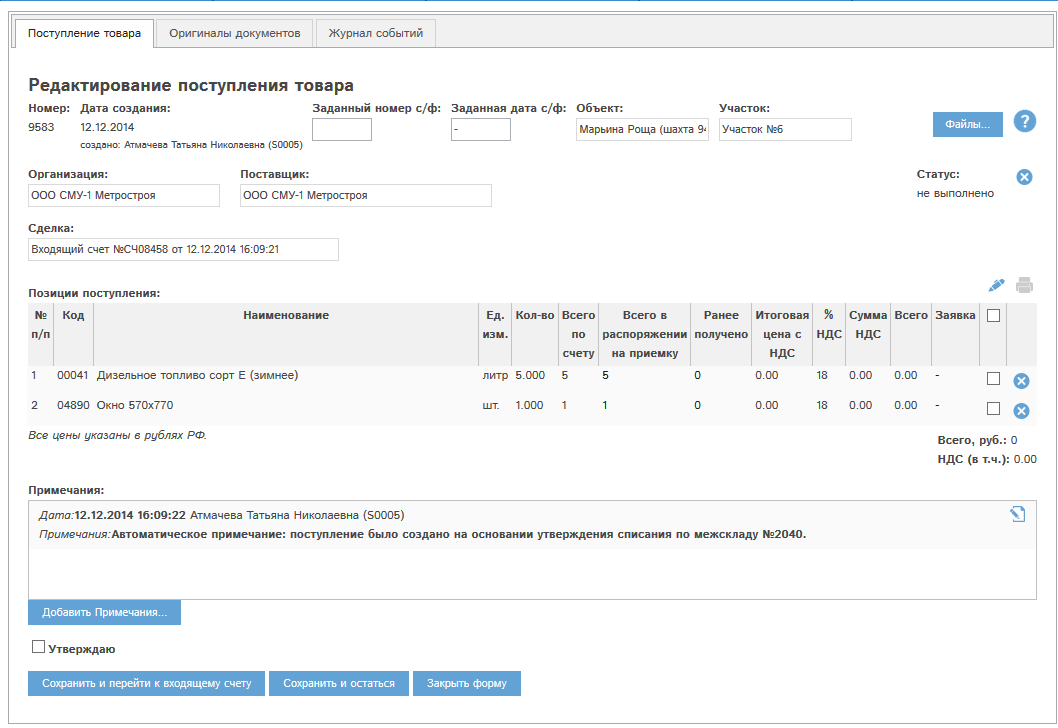 Поступление товара Оригиналы документов Журнал событий
Редактирование поступления товара
Номер: Дата создания: Заданный номер с/ф: Заданная дата с/ф: Объект: Участок:
9583 12.12.2014 - Марьина Роща (шахта 94 Участок №6 Файлы... ?
создано: Атмачева Татьяна Николаевна (S0005)
Организация: Поставщик: Статус:
ООО СМУ-1 Метростроя ООО СМУ-1 Метростроя не выполнено
Сделка:
Входящий счет №СЧ08458 от 12.12.2014 16:09:21
Позиции поступления:
№ Код Наименование Ед. Кол-во Всего Всего в Ранее Итоговая % Сумма Всего Заявка
п/п изм. по распоряжении получено цена с НДС НДС
счету на приемку НДС
1 00041 Дизельное топливо сорт Е (зимнее) литр 5.000 5 5 0 0.00 18 0.00 0.00 -
2 04890 Окно 570х770 шт. 1.000 1 1 0 0.00 18 0.00 0.00 -
Все цены указаны в рублях РФ.
Всего, руб.: 0
НДС (в т.ч.): 0.00
Примечания:
Дата:12.12.2014 16:09:22 Атмачева Татьяна Николаевна (S0005)
Примечания:Автоматическое примечание: поступление было создано на основании утверждения списания по межскладу №2040.
Добавить Примечания...
Утверждаю
Сохранить и перейти к входящему счету Сохранить и остаться Закрыть форму